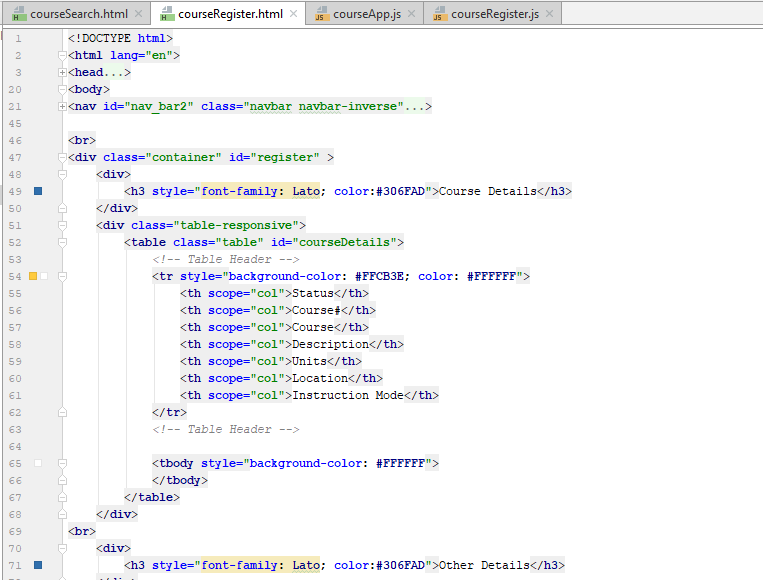 courseSearch.html courseRegister.html courseApp.js courseRegister.js
1 <!DOCTYPE html>
2 <html lang="en">
3 <head...>
20 <body>
21 <nav id="nav_bar2" class="navbar navbar-inverse"...>
45
46 <br>
47 <div class="container" id="register" >
48 <div>
49 <h3 style="font-family: Lato; color:#306FAD">Course Details</h3>
50 </div>
51 <div class="table-responsive">
52 <table class="table" id="courseDetails">
53 <!-- Table Header -->
54 <tr style="background-color: #FFCB3E; color: #FFFFFF">
55 <th scope="col">Status</th>
56 <th scope="col">Course#</th>
57 <th scope="col">Course</th>
58 <th scope="col">Description</th>
59 <th scope="col">Units</th>
60 <th scope="col">Location</th>
61 <th scope="col">Instruction Mode</th>
62 </tr>
63 <!-- Table Header -->
64
65 <tbody style="background-color: #FFFFFF">
66 </tbody>
67 </table>
68 </div>
69 <br>
70 <div>
71 <h3 style="font-family: Lato; color:#306FAD">Other Details</h3>